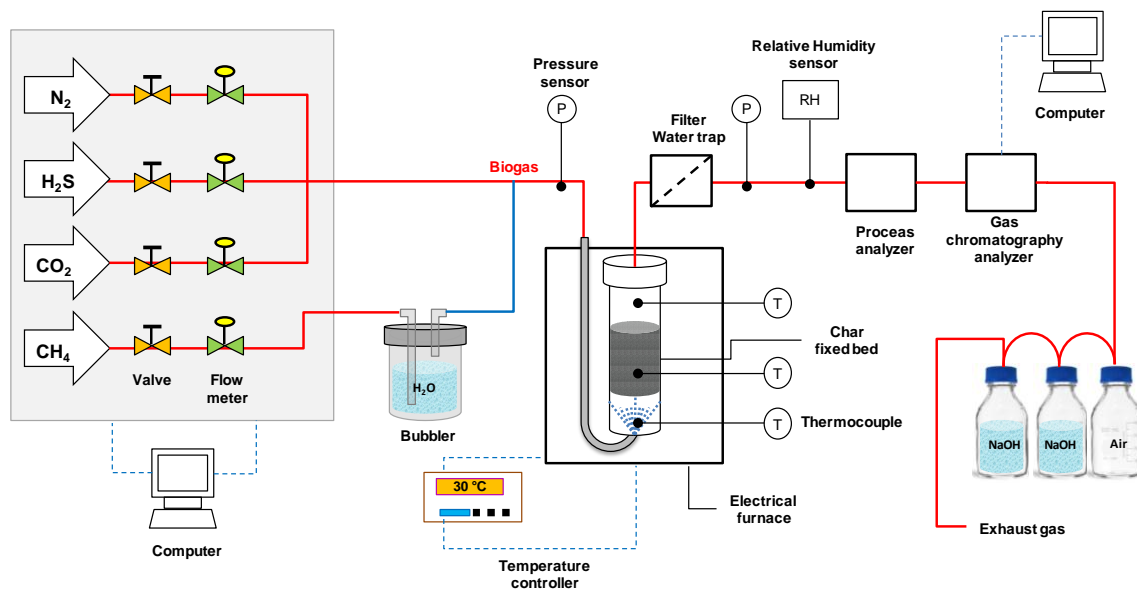 N₂
H₂S
CO₂
CH₄
Valve
Flow
meter
Computer
H₂O
Bubbler
Biogas
Pressure
sensor
P
30 °C
Temperature
controller
Filter
Water trap
P
Relative Humidity
sensor
RH
T
T
T
Char
fixed bed
Thermocouple
Electrical
furnace
Proceas
analyzer
Gas
chromatography
analyzer
Computer
NaOH
NaOH
Air
Exhaust gas